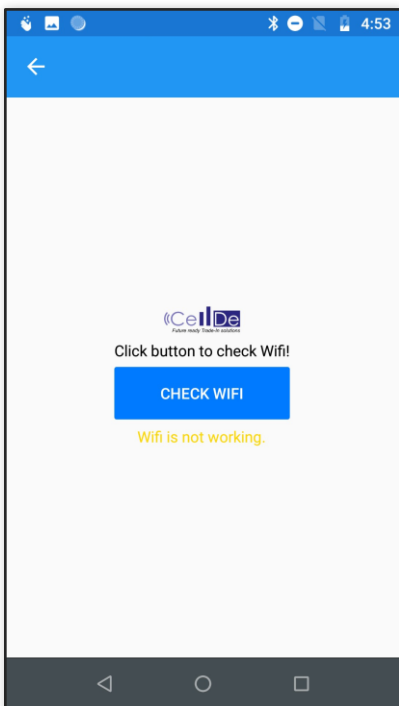 4:53
CellDe
Future ready Trade-In solutions
Click button to check Wifi!
CHECK WIFI
Wifi is not working.